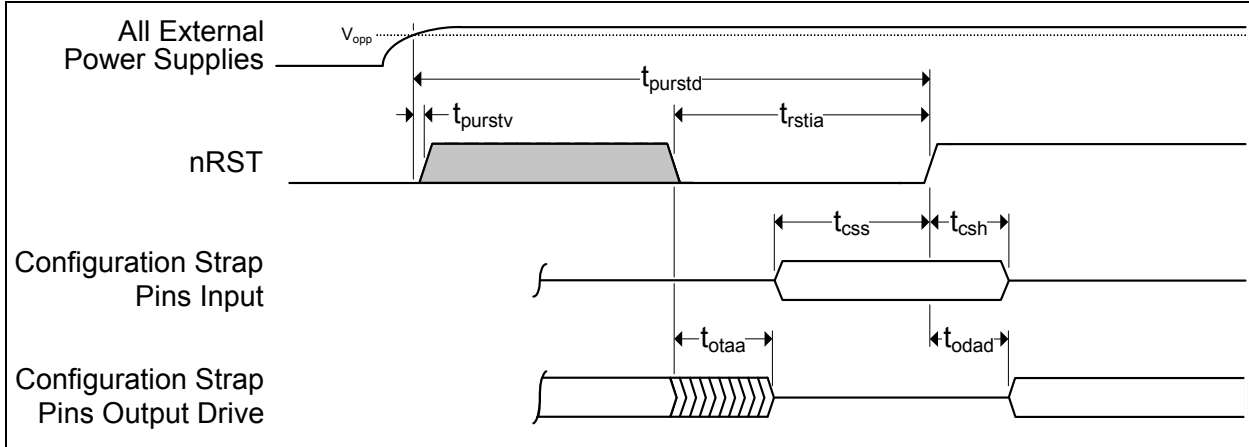 All External
Power Supplies
Vopp
tpurstd
tpurstv
trstia
nRST
tcss
tcsh
Configuration Strap
Pins Input
totaa
todad
Configuration Strap
Pins Output Drive